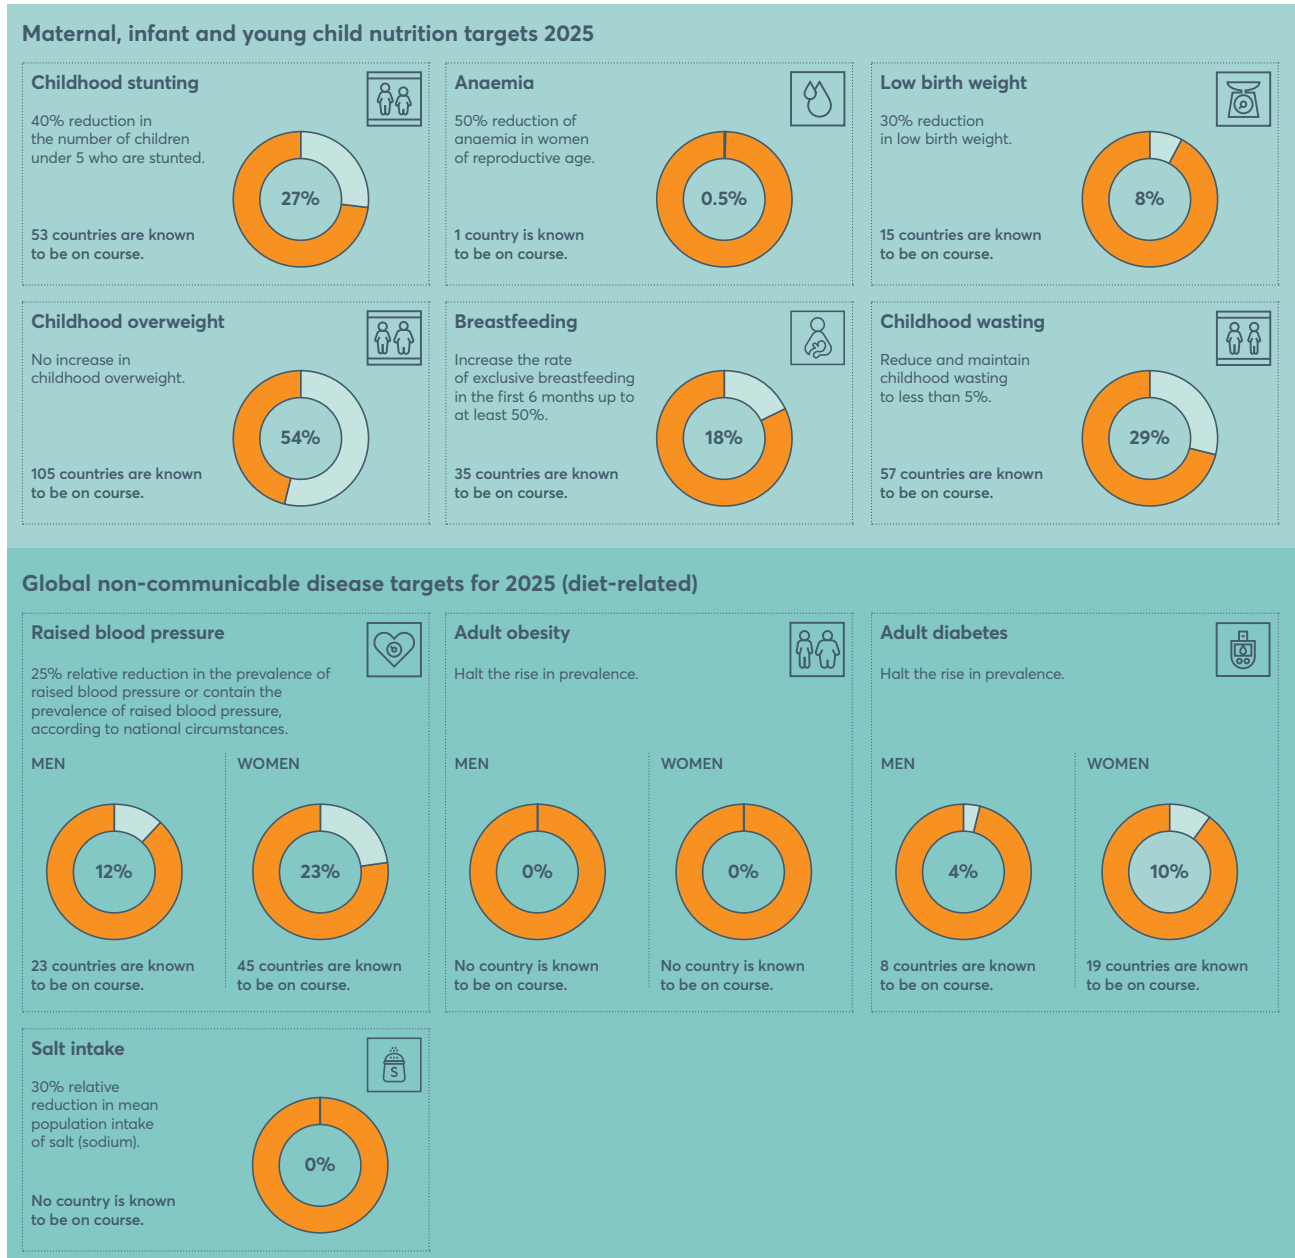 Maternal, infant and young child nutrition targets 2025
Childhood stunting
40% reduction in
the number of children
under 5 who are stunted.
27%
53 countries are known
to be on course.
Anaemia
50% reduction of
anaemia in women
of reproductive age.
0.5%
1 country is known
to be on course.
Low birth weight
30% reduction
in low birth weight.
8%
15 countries are known
to be on course.
Childhood overweight
No increase in
childhood overweight.
54%
105 countries are known
to be on course.
Breastfeeding
Increase the rate
of exclusive breastfeeding
in the first 6 months up to
at least 50%.
18%
35 countries are known
to be on course.
Childhood wasting
Reduce and maintain
childhood wasting
to less than 5%.
29%
57 countries are known
to be on course.
Global non-communicable disease targets for 2025 (diet-related)
Raised blood pressure
25% relative reduction in the prevalence of
raised blood pressure or contain the
prevalence of raised blood pressure,
according to national circumstances.
MEN
12%
23 countries are known
to be on course.
WOMEN
23%
45 countries are known
to be on course.
Adult obesity
Halt the rise in prevalence.
MEN
0%
No country is known
to be on course.
WOMEN
0%
No country is known
to be on course.
Adult diabetes
Halt the rise in prevalence.
MEN
4%
8 countries are known
to be on course.
WOMEN
10%
19 countries are known
to be on course.
Salt intake
S
30% relative
reduction in mean
population intake
of salt (sodium).
0%
No country is known
to be on course.